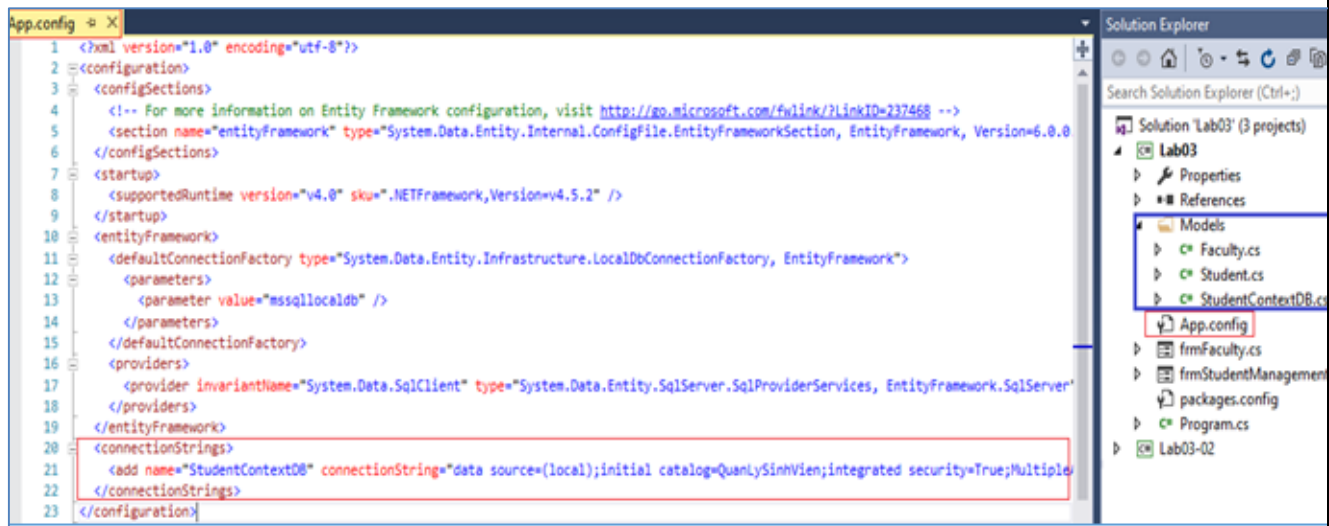 App.config
1 <?xml version="1.0" encoding="utf-8"?>
2 <configuration>
3 <configSections>
4 <!-- For more information on Entity Framework configuration, visit http://go.microsoft.com/fwlink/?LinkID=237468 -->
5 <section name="entityFramework" type="System.Data.Entity.Internal.ConfigFile.EntityFrameworkSection, EntityFramework, Version=6.0.0
6 </configSections>
7 <startup>
8 <supportedRuntime version="v4.0" sku=".NETFramework,Version=v4.5.2" />
9 </startup>
10 <entityFramework>
11 <defaultConnectionFactory type="System.Data.Entity.Infrastructure.LocalDbConnectionFactory, EntityFramework">
12 <parameters>
13 <parameter value="mssqllocaldb" />
14 </parameters>
15 </defaultConnectionFactory>
16 <providers>
17 <provider invariantName="System.Data.SqlClient" type="System.Data.Entity.SqlServer.SqlProviderServices, EntityFramework.SqlServer"
18 </providers>
19 </entityFramework>
20 <connectionStrings>
21 <add name="StudentContextDB" connectionString="data source=(local);initial catalog=QuanLySinhVien;integrated security=True;Multiple
22 </connectionStrings>
23 </configuration>
Solution Explorer
Search Solution Explorer (Ctrl+;)
Solution 'Lab03' (3 projects)
C# Lab03
Properties
References
Models
C# Faculty.cs
C# Student.cs
C# StudentContextDB.cs
App.config
frmFaculty.cs
frmStudentManagement
packages.config
C# Program.cs
C# Lab03-02